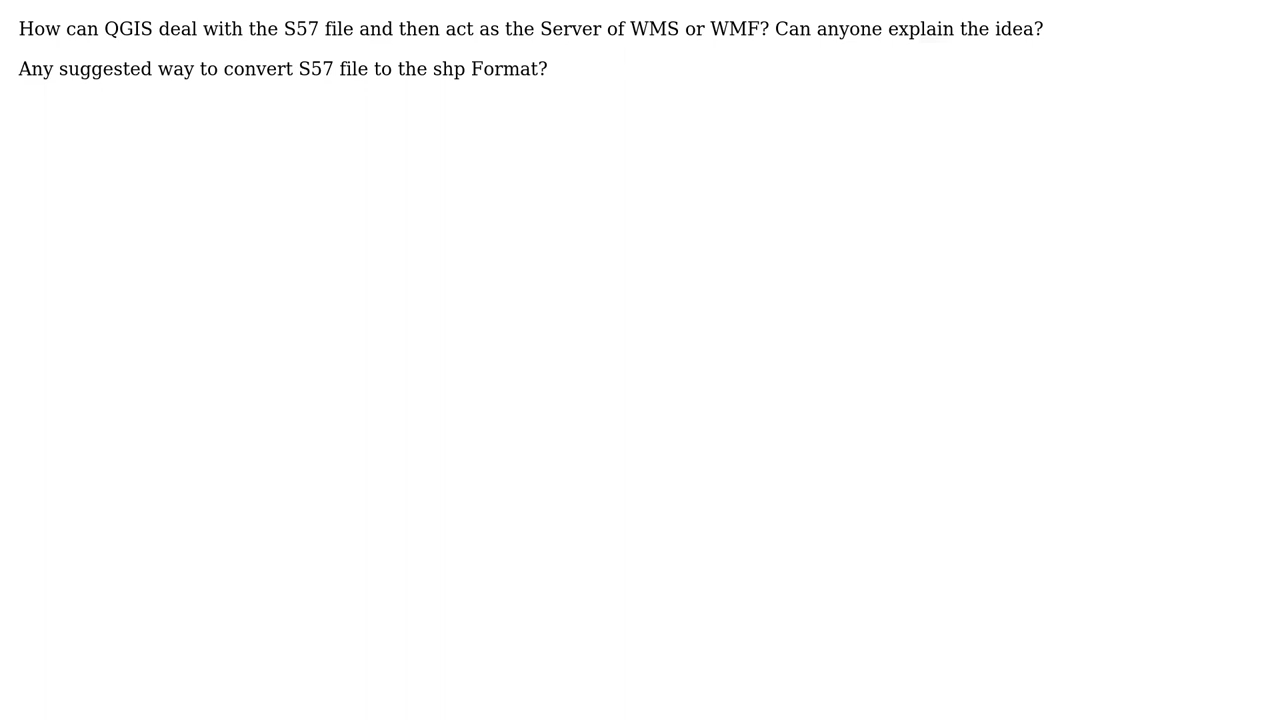 How can QGIS deal with the S57 file and then act as the Server of WMS or WMF? Can anyone explain the idea?
Any suggested way to convert S57 file to the shp Format?